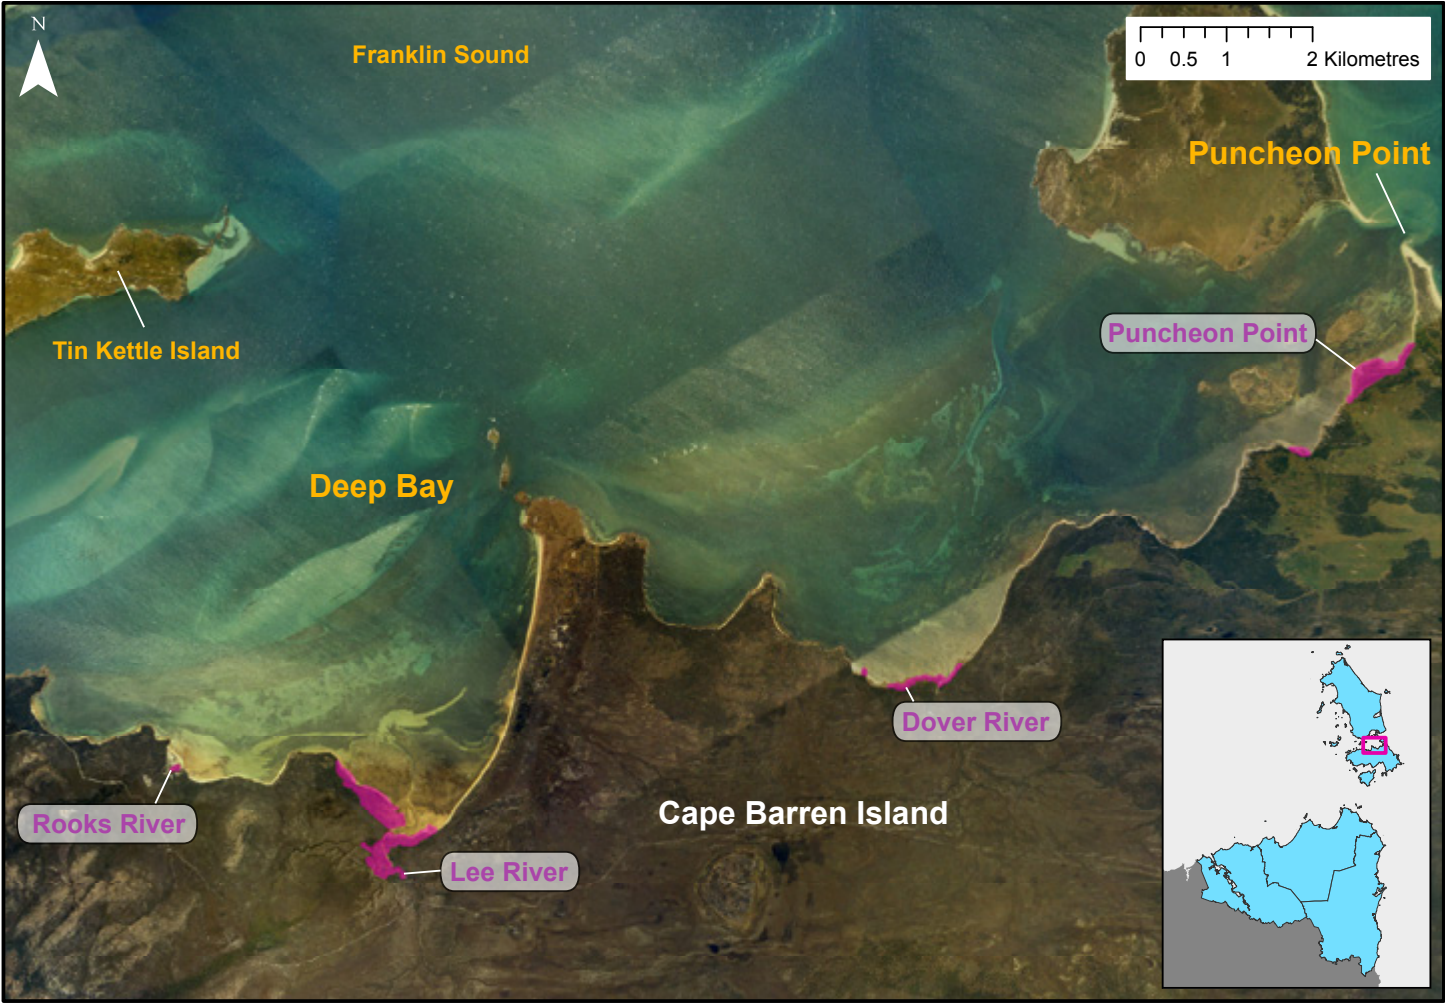 N
Franklin Sound
0 0.5 1 2 Kilometres
Puncheon Point
Puncheon Point
Tin Kettle Island
Deep Bay
Dover River
Cape Barren Island
Rooks River
Lee River